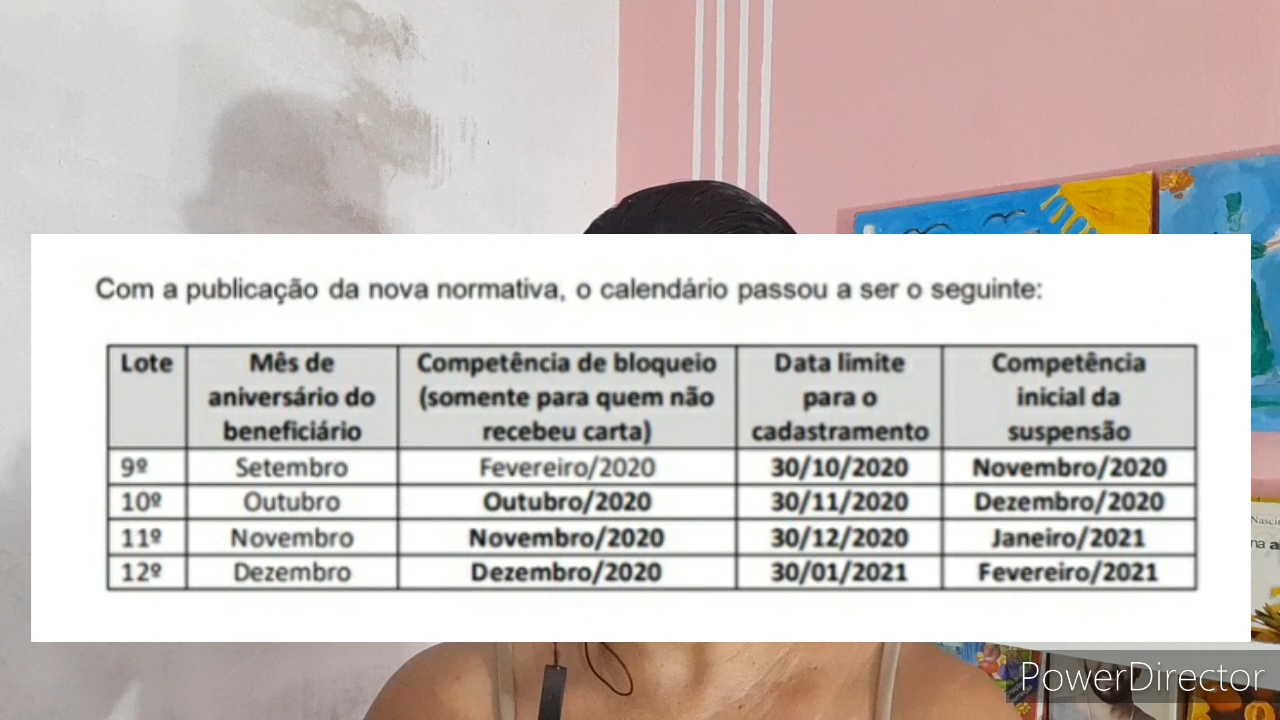 Com a publicação da nova normativa, o calendário passou a ser o seguinte:
Lote Mês de aniversário do beneficiário Competência de bloqueio (somente para quem não recebeu carta) Data limite para o cadastramento Competência inicial da suspensão
9º Setembro Fevereiro/2020 30/10/2020 Novembro/2020
10º Outubro Outubro/2020 30/11/2020 Dezembro/2020
11º Novembro Novembro/2020 30/12/2020 Janeiro/2021
12º Dezembro Dezembro/2020 30/01/2021 Fevereiro/2021
PowerDirector